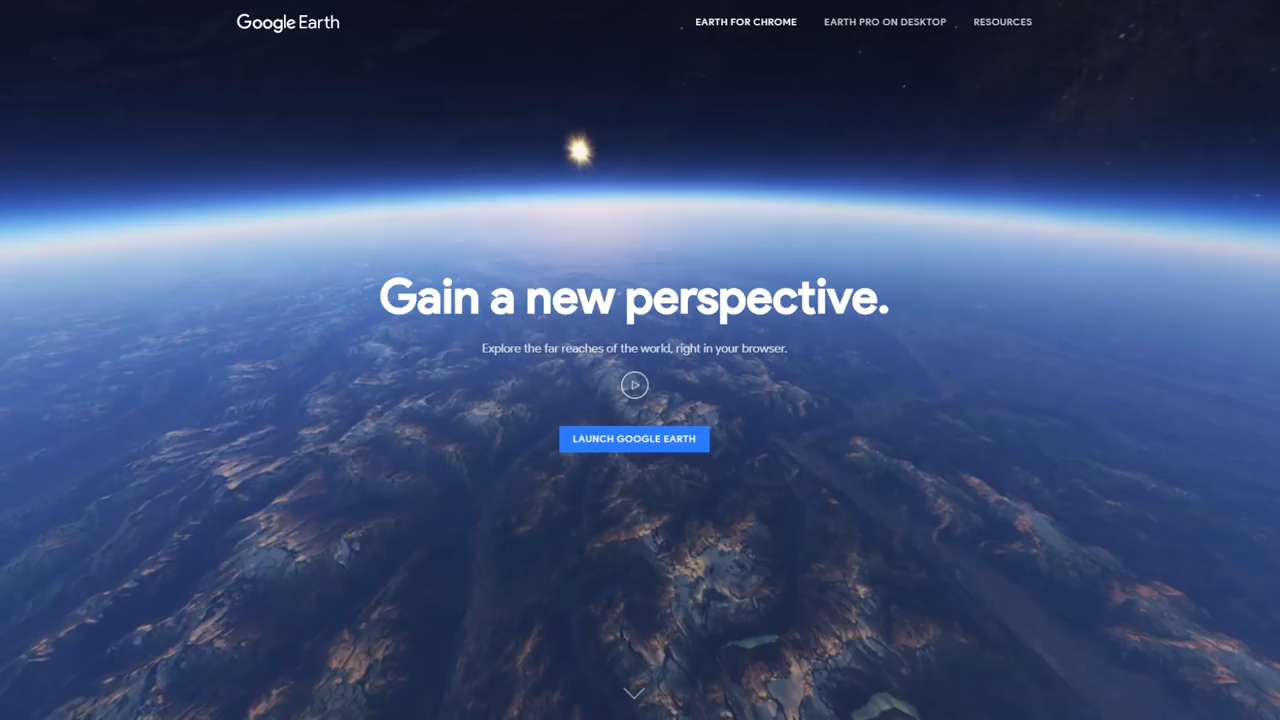 Google Earth
EARTH FOR CHROME
EARTH PRO ON DESKTOP
RESOURCES
Gain a new perspective.
Explore the far reaches of the world, right in your browser.
LAUNCH GOOGLE EARTH